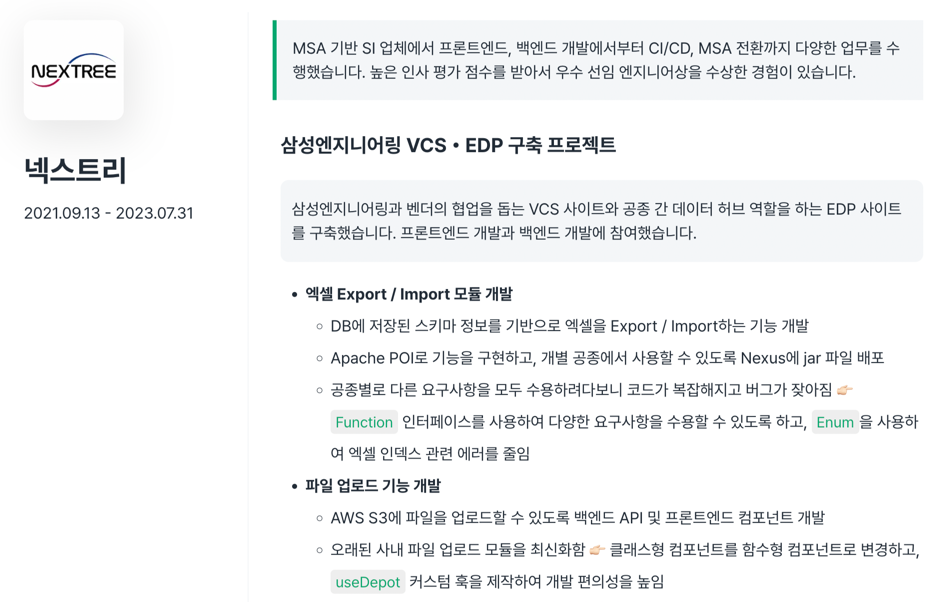 NEXTREE
넥스트리
2021.09.13 - 2023.07.31
MSA 기반 SI 업체에서 프론트엔드, 백엔드 개발에서부터 CI/CD, MSA 전환까지 다양한 업무를 수
행했습니다. 높은 인사 평가 점수를 받아서 우수 선임 엔지니어상을 수상한 경험이 있습니다.
삼성엔지니어링 VCS • EDP 구축 프로젝트
삼성엔지니어링과 벤더의 협업을 돕는 VCS 사이트와 공종 간 데이터 허브 역할을 하는 EDP 사이트
를 구축했습니다. 프론트엔드 개발과 백엔드 개발에 참여했습니다.
• 엑셀 Export / Import 모듈 개발
◦ DB에 저장된 스키마 정보를 기반으로 엑셀을 Export / Import하는 기능 개발
◦ Apache POI로 기능을 구현하고, 개별 공종에서 사용할 수 있도록 Nexus에 jar 파일 배포
◦ 공종별로 다른 요구사항을 모두 수용하려다보니 코드가 복잡해지고 버그가 잦아짐 👉🏻
Function 인터페이스를 사용하여 다양한 요구사항을 수용할 수 있도록 하고, Enum을 사용하
여 엑셀 인덱스 관련 에러를 줄임
• 파일 업로드 기능 개발
◦ AWS S3에 파일을 업로드할 수 있도록 백엔드 API 및 프론트엔드 컴포넌트 개발
◦ 오래된 사내 파일 업로드 모듈을 최신화함 👉🏻 클래스형 컴포넌트를 함수형 컴포넌트로 변경하고,
useDepot 커스텀 훅을 제작하여 개발 편의성을 높임